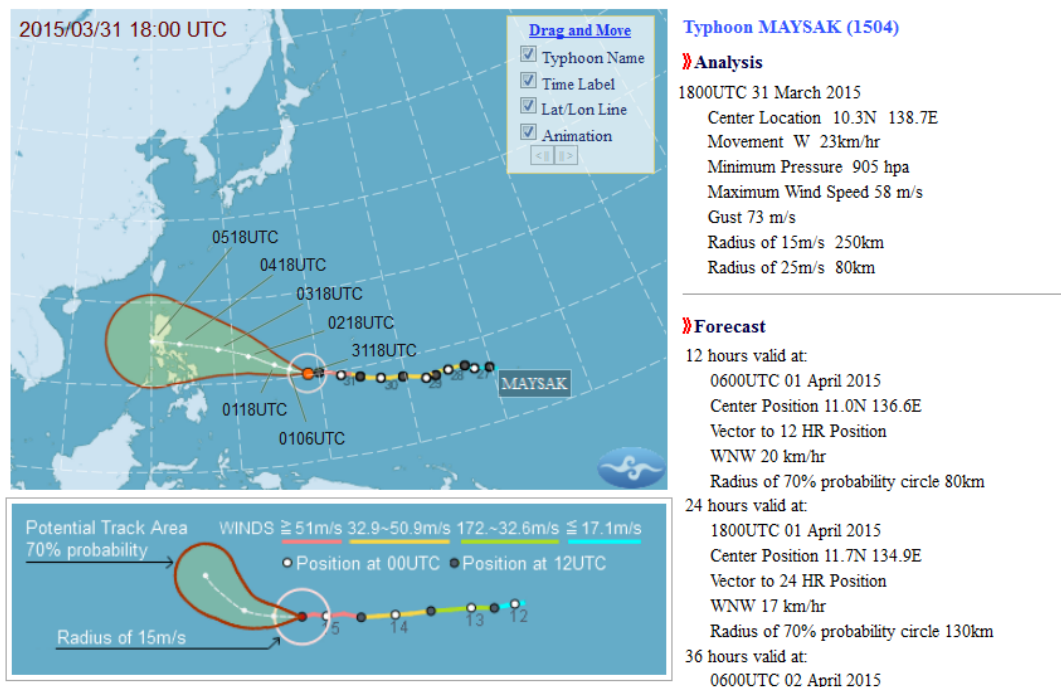 2015/03/31 18:00 UTC
Drag and Move
Typhoon Name
Time Label
Lat/Lon Line
Animation
<|| ||>
0518UTC
0418UTC
0318UTC
0218UTC
3118UTC
31
30
29
28
27
MAYSAK
0118UTC
0106UTC
Potential Track Area
70% probability
WINDS ≧51m/s 32.9~50.9m/s 172.~32.6m/s ≦17.1m/s
Position at 00UTC Position at 12UTC
15
14
13
12
Radius of 15m/s
Typhoon MAYSAK (1504)
Analysis
1800UTC 31 March 2015
Center Location 10.3N 138.7E
Movement W 23km/hr
Minimum Pressure 905 hpa
Maximum Wind Speed 58 m/s
Gust 73 m/s
Radius of 15m/s 250km
Radius of 25m/s 80km
Forecast
12 hours valid at:
0600UTC 01 April 2015
Center Position 11.0N 136.6E
Vector to 12 HR Position
WNW 20 km/hr
Radius of 70% probability circle 80km
24 hours valid at:
1800UTC 01 April 2015
Center Position 11.7N 134.9E
Vector to 24 HR Position
WNW 17 km/hr
Radius of 70% probability circle 130km
36 hours valid at:
0600UTC 02 April 2015